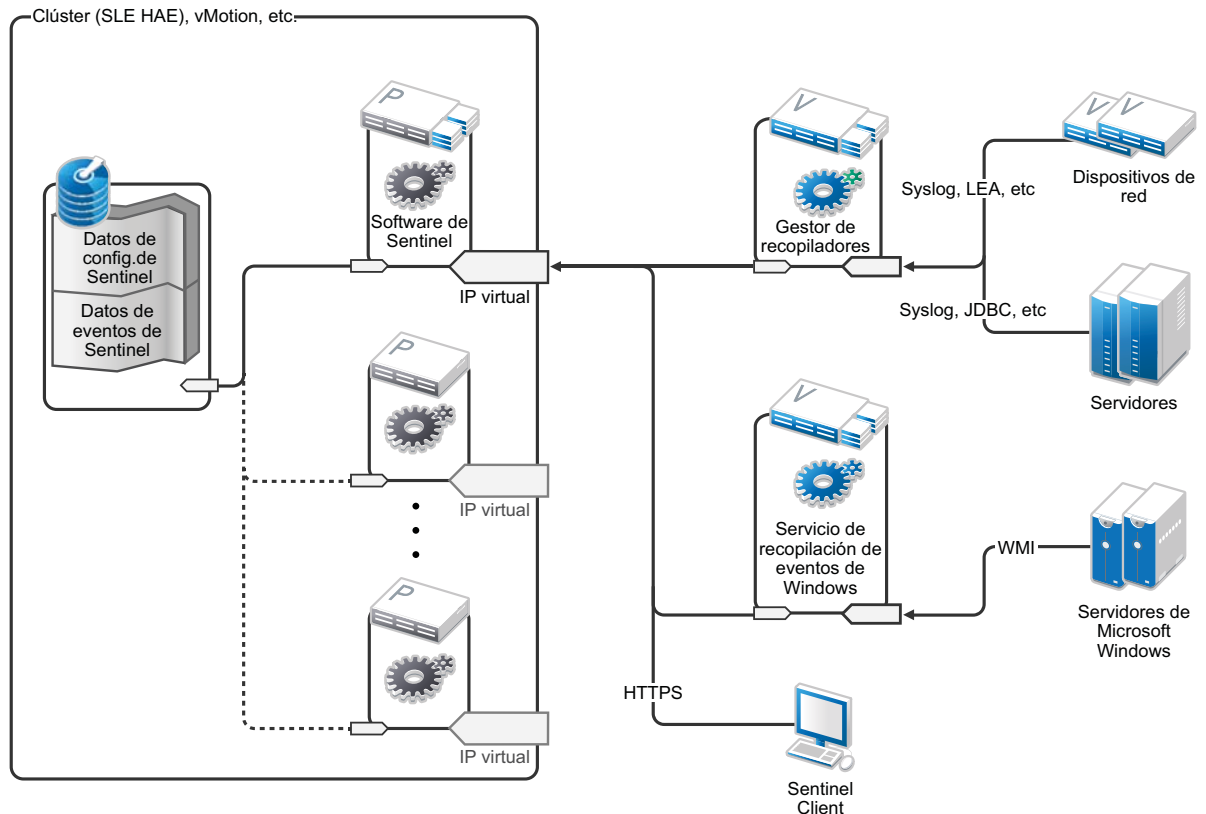 Clúster (SLE HAE), vMotion, etc.
P
Software de
Sentinel
IP virtual
Datos de
config.de
Sentinel
Datos de
eventos de
Sentinel
P
IP virtual
P
IP virtual
V
Gestor de
recopiladores
Syslog, LEA, etc
V
V
Dispositivos de
red
Syslog, JDBC, etc
Servidores
V
Servicio de
recopilación de
eventos de
Windows
WMI
Servidores de
Microsoft
Windows
HTTPS
Sentinel
Client